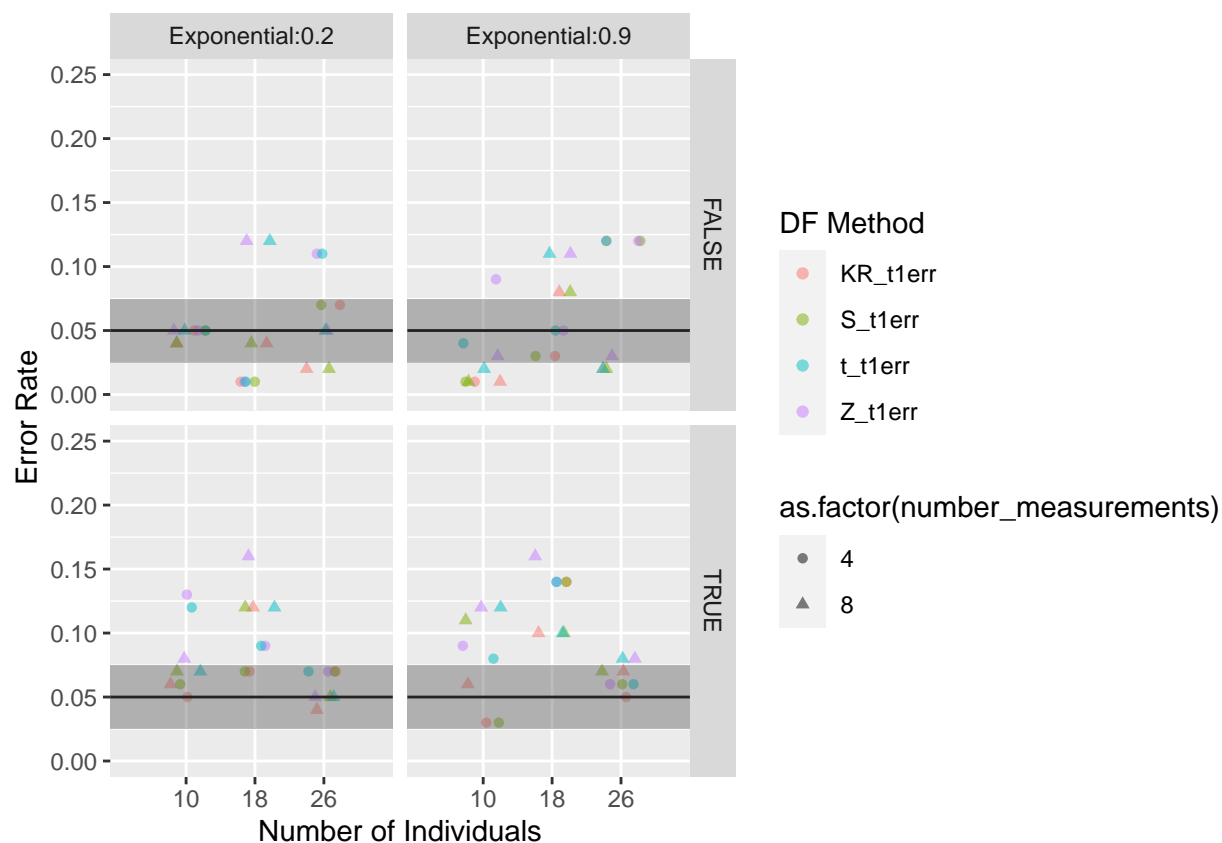 Exponential:0.2
Exponential:0.9
0.25
0.20
0.15
0.10
0.05
0.00
FALSE
0.25
0.20
0.15
0.10
0.05
0.00
TRUE
Error Rate
10 18 26
10 18 26
Number of Individuals
DF Method
KR_t1err
S_t1err
t_t1err
Z_t1err
as.factor(number_measurements)
4
8